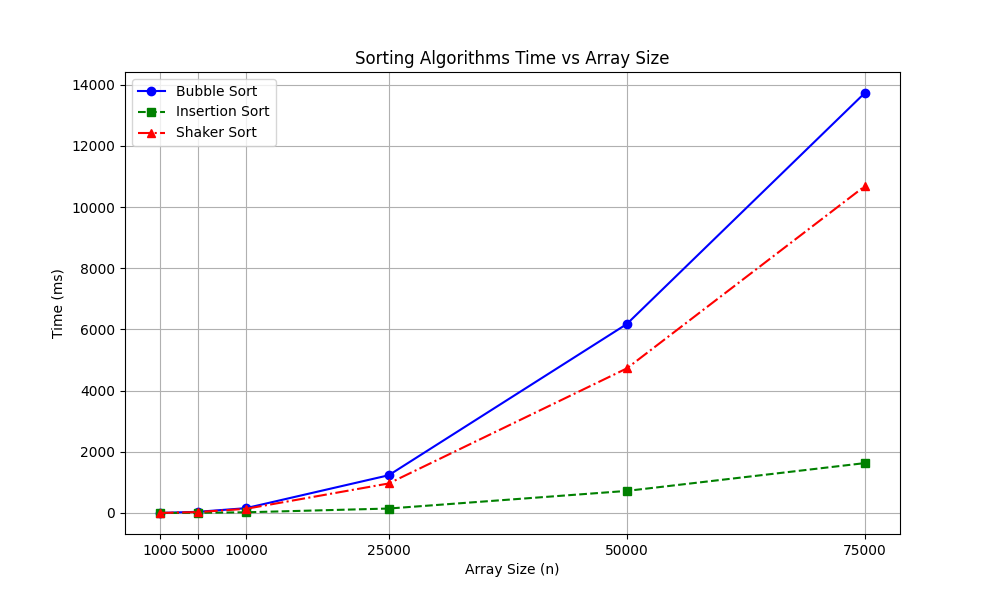 Sorting Algorithms Time vs Array Size
Bubble Sort
Insertion Sort
Shaker Sort
Time (ms)
14000
12000
10000
8000
6000
4000
2000
0
1000 5000 10000 25000 50000 75000
Array Size (n)